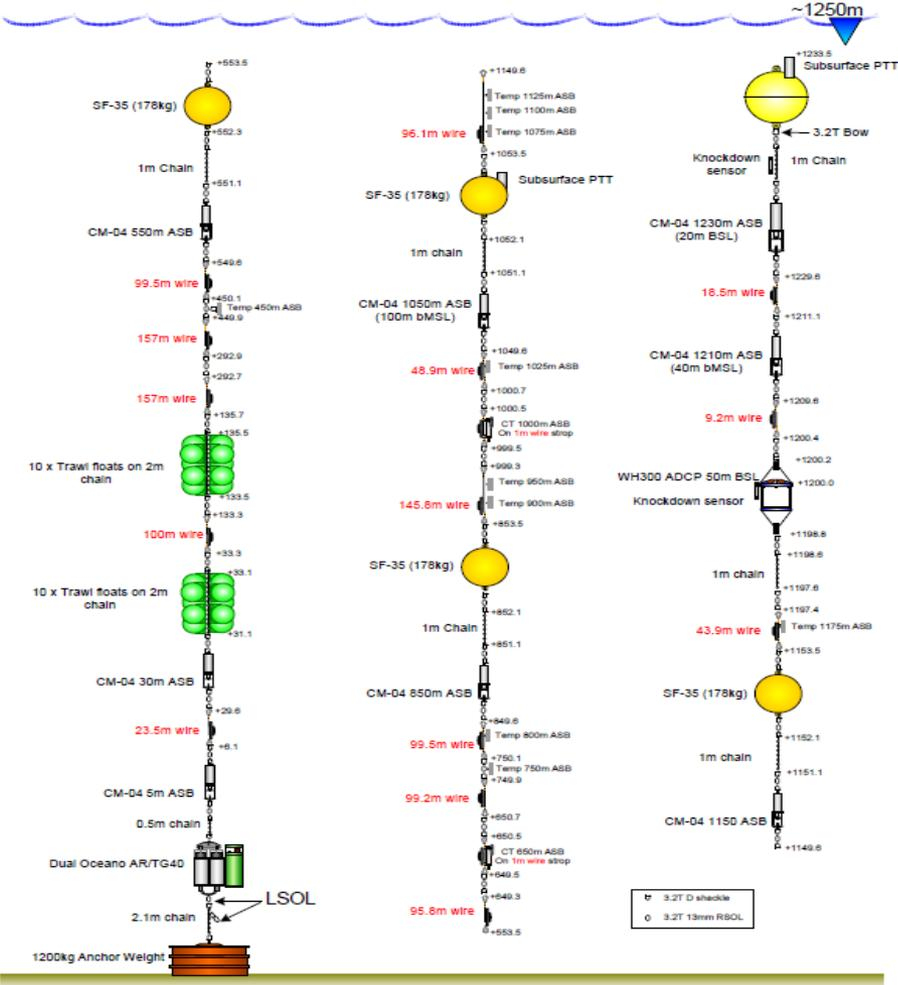 ~1250m
+553.5
SF-35 (178kg)
+552.3
1m Chain
+551.1
CM-04 550m ASB
+549.6
99.5m wire
+450.1
Temp 450m ASB
+449.9
157m wire
+292.9
+292.7
157m wire
+135.7
+135.5
10 x Trawl floats on 2m
chain
+133.5
+133.3
100m wire
+33.3
+33.1
10 x Trawl floats on 2m
chain
+31.1
CM-04 30m ASB
+29.6
23.5m wire
+6.1
CM-04 5m ASB
0.5m chain
Dual Oceano AR/TG40
LSOL
2.1m chain
1200kg Anchor Weight
+1149.6
Temp 1125m ASB
Temp 1100m ASB
96.1m wire
Temp 1075m ASB
+1053.5
Subsurface PTT
SF-35 (178kg)
+1052.1
1m chain
+1051.1
CM-04 1050m ASB
(100m bMSL)
+1049.6
48.9m wire
Temp 1025m ASB
+1000.7
+1000.5
CT 1000m ASB
On 1m wire strop
+999.5
+999.3
Temp 950m ASB
145.8m wire
Temp 900m ASB
+853.5
SF-35 (178kg)
+852.1
1m Chain
+851.1
CM-04 850m ASB
+849.6
Temp 800m ASB
99.5m wire
+750.1
Temp 750m ASB
+749.9
99.2m wire
+650.7
+650.5
CT 650m ASB
On 1m wire strop
+649.5
+649.3
95.8m wire
+553.5
+1233.5
Subsurface PTT
3.2T Bow
Knockdown
sensor
1m Chain
CM-04 1230m ASB
(20m BSL)
+1229.6
18.5m wire
+1211.1
CM-04 1210m ASB
(40m bMSL)
+1209.6
9.2m wire
+1200.4
+1200.2
WH300 ADCP 50m BSL
+1200.0
Knockdown sensor
+1198.8
+1198.6
1m chain
+1197.6
+1197.4
43.9m wire
Temp 1175m ASB
+1153.5
SF-35 (178kg)
+1152.1
1m chain
+1151.1
CM-04 1150 ASB
+1149.6
3.2T D shackle
3.2T 13mm RSOL